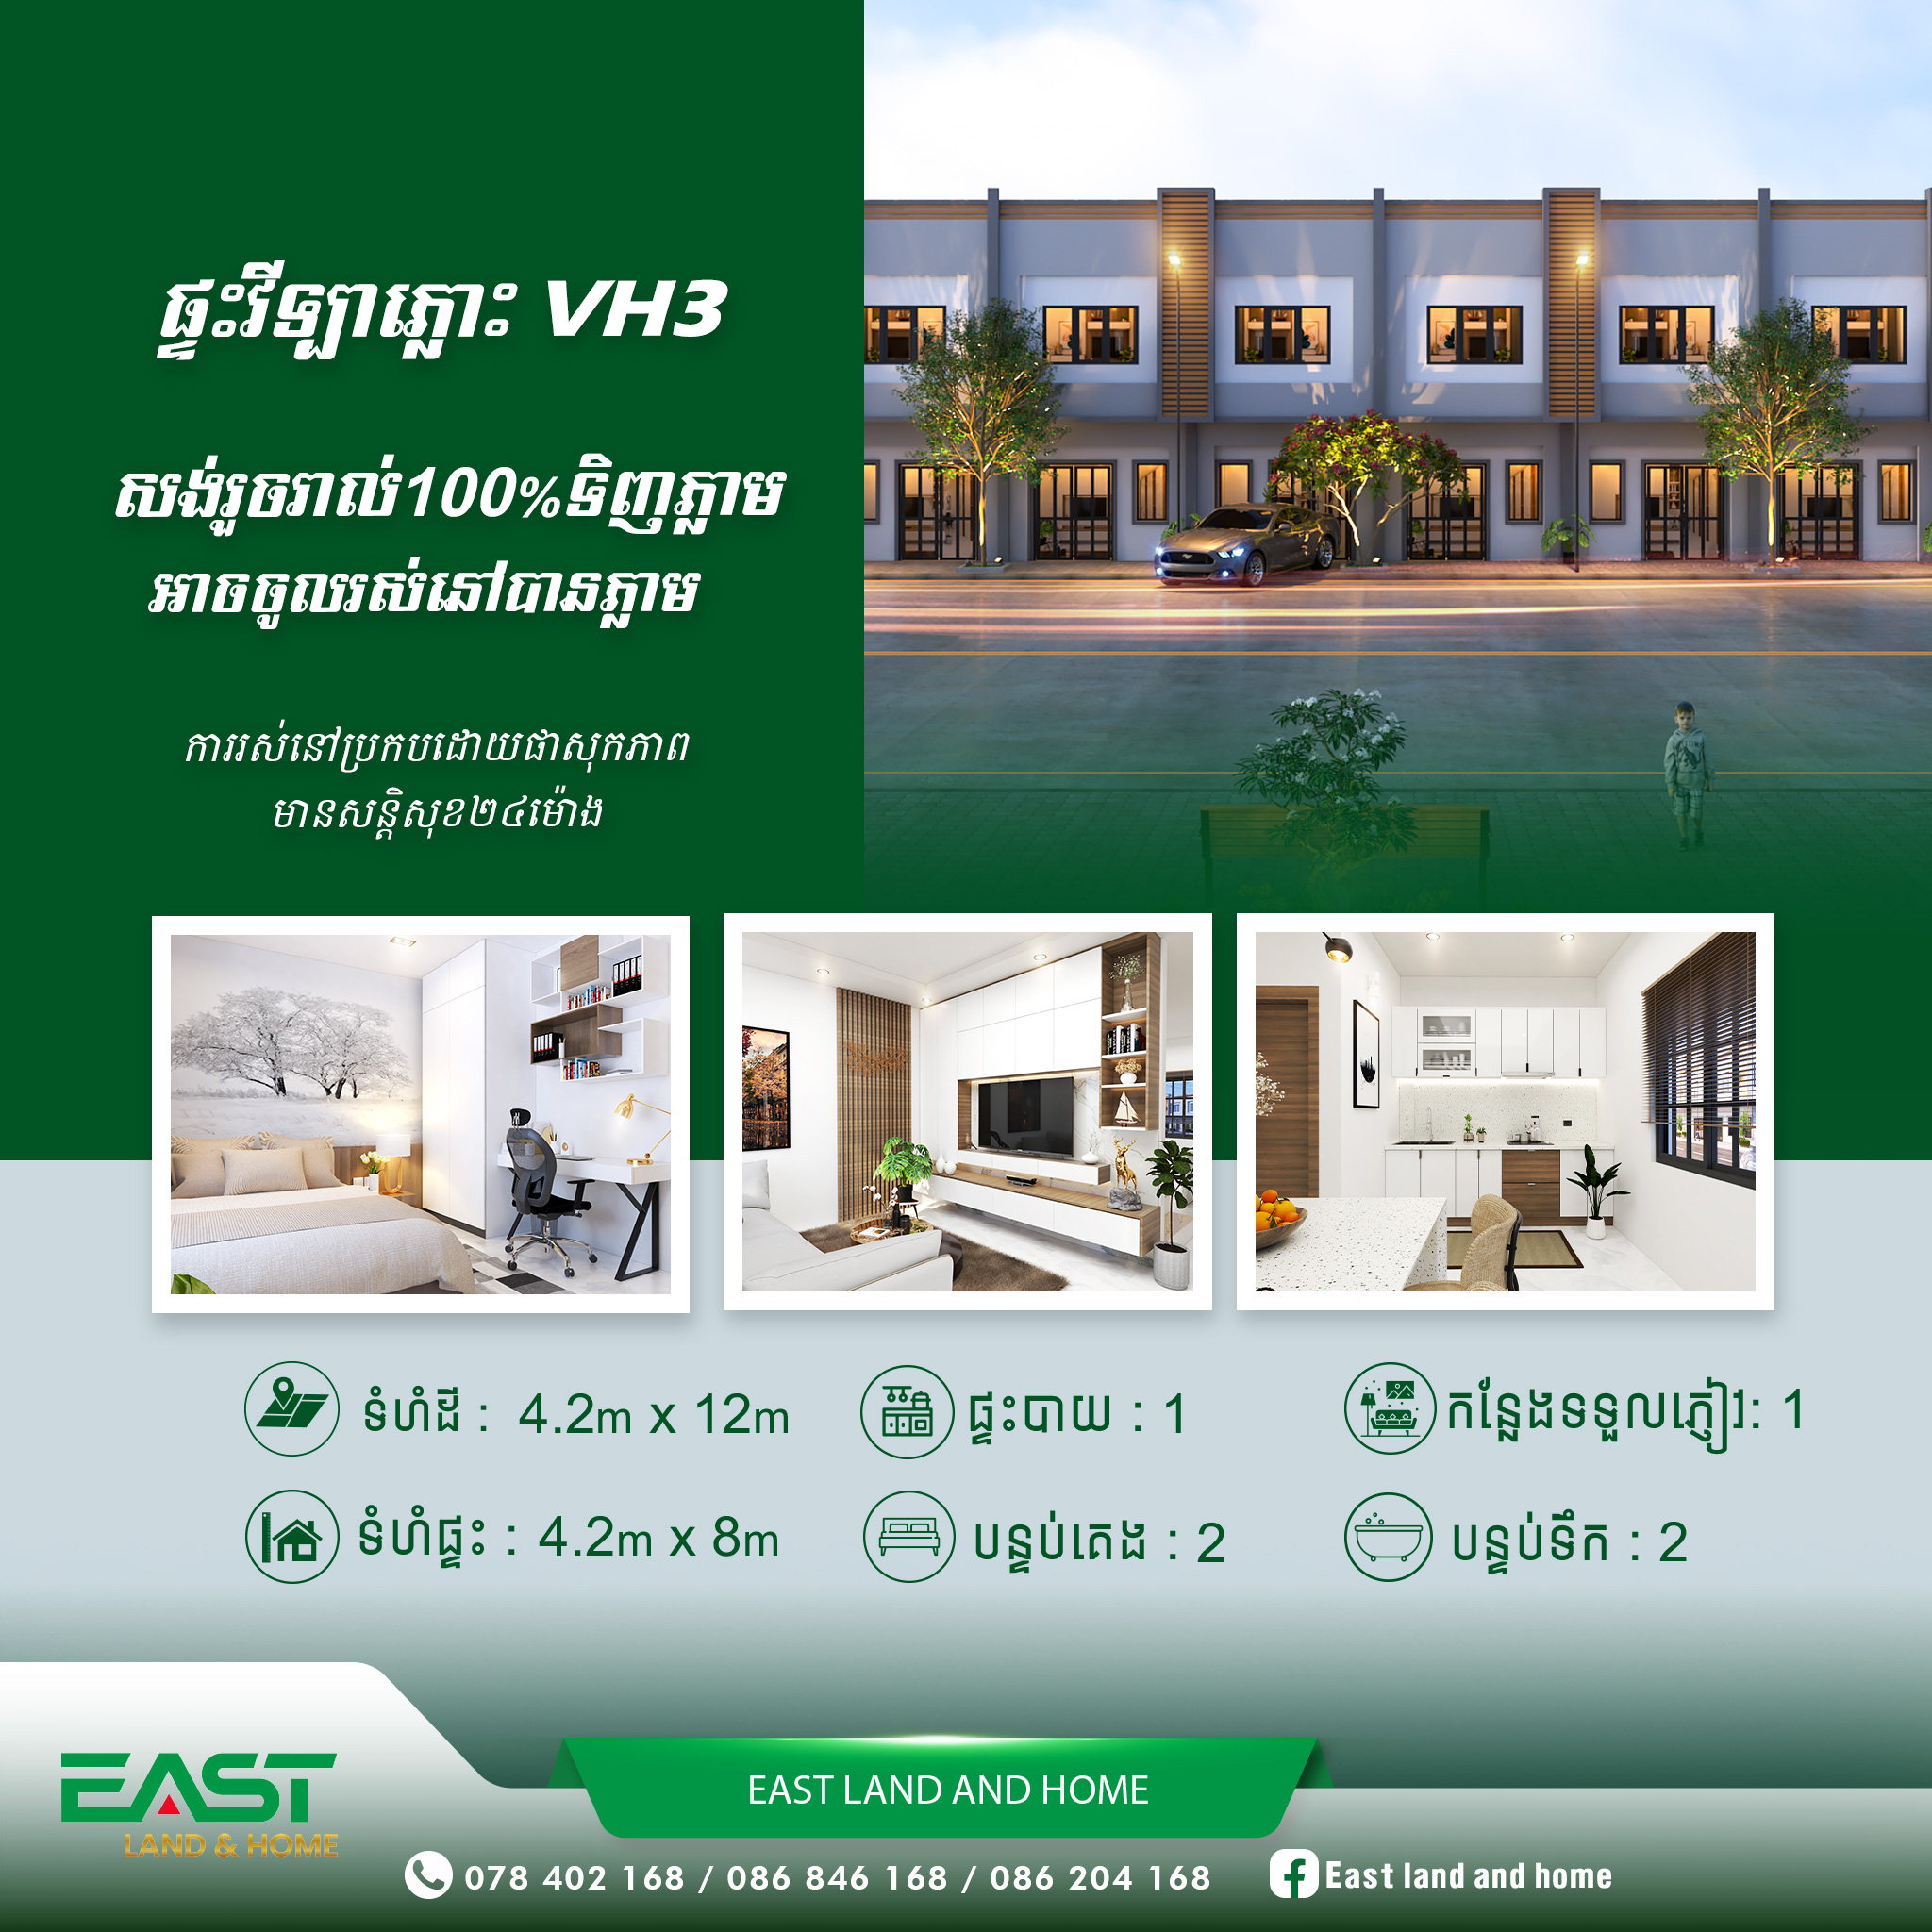 ផ្ទះវីឡាភ្លោះ VH3
សង់រួចរាល់100%ទិញភ្លាម
អាចចូលរស់នៅបានភ្លាម
ការរស់នៅប្រកបដោយផាសុកភាព
មានសន្តិសុខ២៤ម៉ោង
ទំហំដី : 4.2m x 12m
ផ្ទះបាយ : 1
កន្លែងទទួលភ្ញៀវ: 1
ទំហំផ្ទះ : 4.2m x 8m
បន្ទប់គេង : 2
បន្ទប់ទឹក : 2
EAST
LAND & HOME
EAST LAND AND HOME
078 402 168 / 086 846 168 / 086 204 168
East land and home